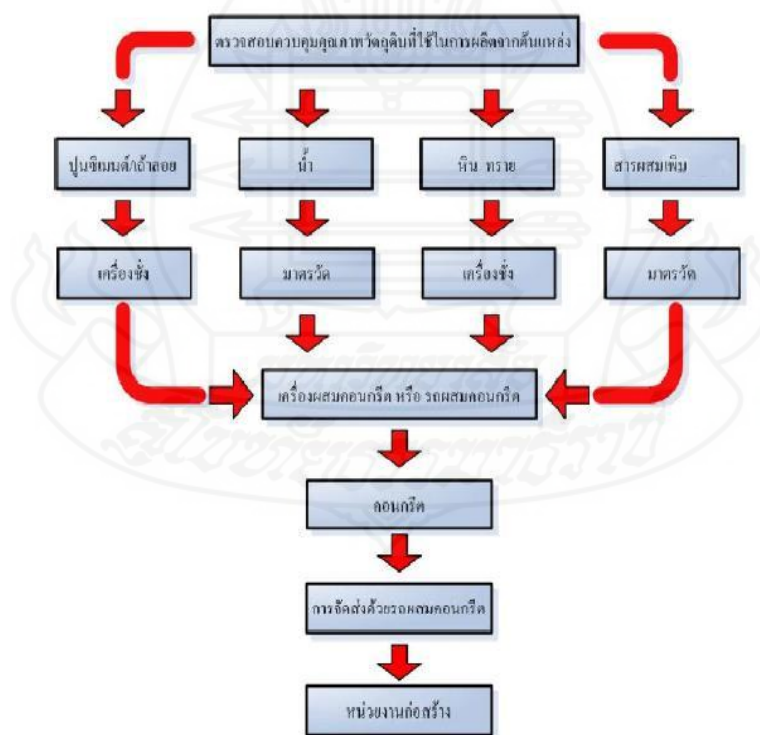 ตรวจสอบควบคุมคุณภาพวัตถุดิบที่ใช้ในการผลิตจากต้นแหล่ง
ปูนซิเมนต์/เถ้าลอย
น้ำ
หิน ทราย
สารผสมเพิ่ม
เครื่องชั่ง
มาตรวัด
เครื่องชั่ง
มาตรวัด
เครื่องผสมคอนกรีต หรือ รถผสมคอนกรีต
คอนกรีต
การจัดส่งด้วยรถผสมคอนกรีต
หน่วยงานก่อสร้าง